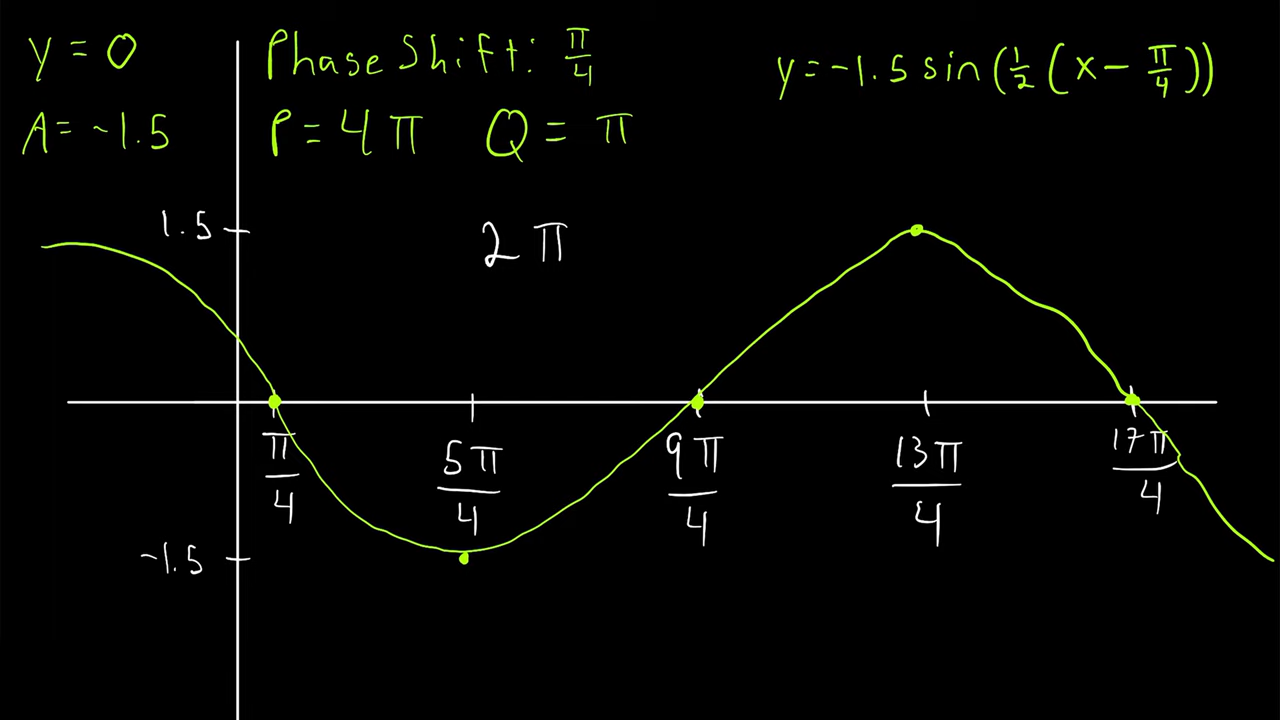 y = 0 Phase Shift: π/4 y = -1.5 sin(1/2(x - π/4))
A = -1.5 P = 4π Q = π
1.5 2π
π/4 5π/4 9π/4 13π/4 17π/4
-1.5